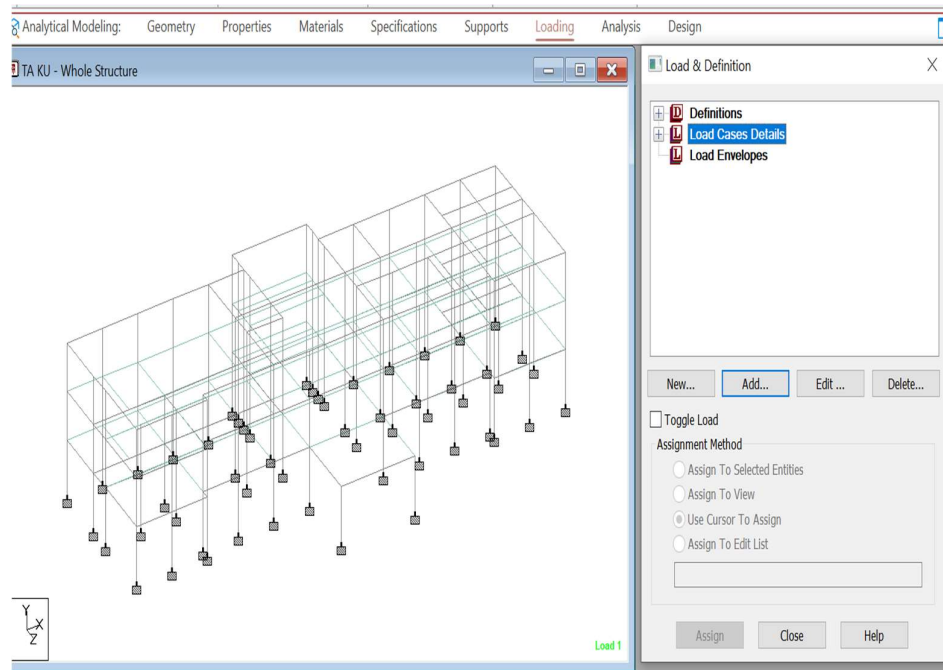 Analytical Modeling: Geometry Properties Materials Specifications Supports Loading Analysis Design
TA KU - Whole Structure
Load 1
Y
X
Z
Load & Definition
D Definitions
L Load Cases Details
L Load Envelopes
New... Add... Edit ... Delete...
Toggle Load
Assignment Method
Assign To Selected Entities
Assign To View
Use Cursor To Assign
Assign To Edit List
Assign Close Help